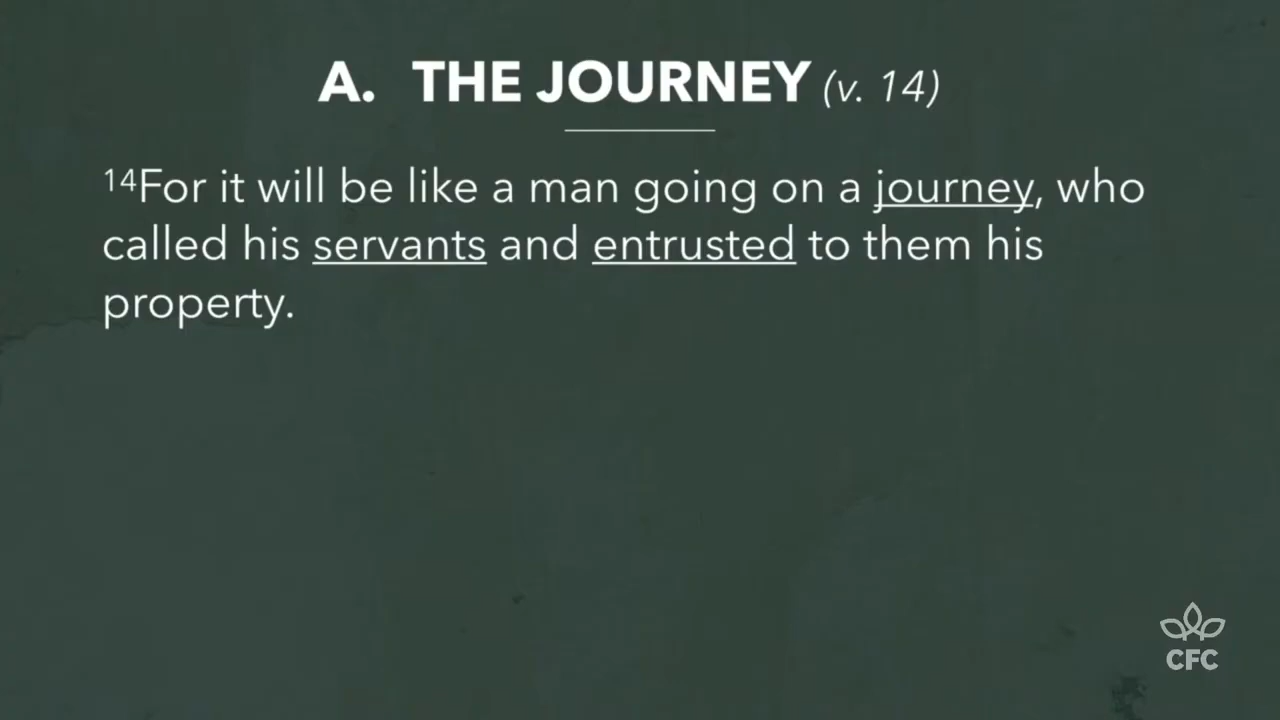 A. THE JOURNEY (v. 14)
14For it will be like a man going on a journey, who
called his servants and entrusted to them his
property.
CFC